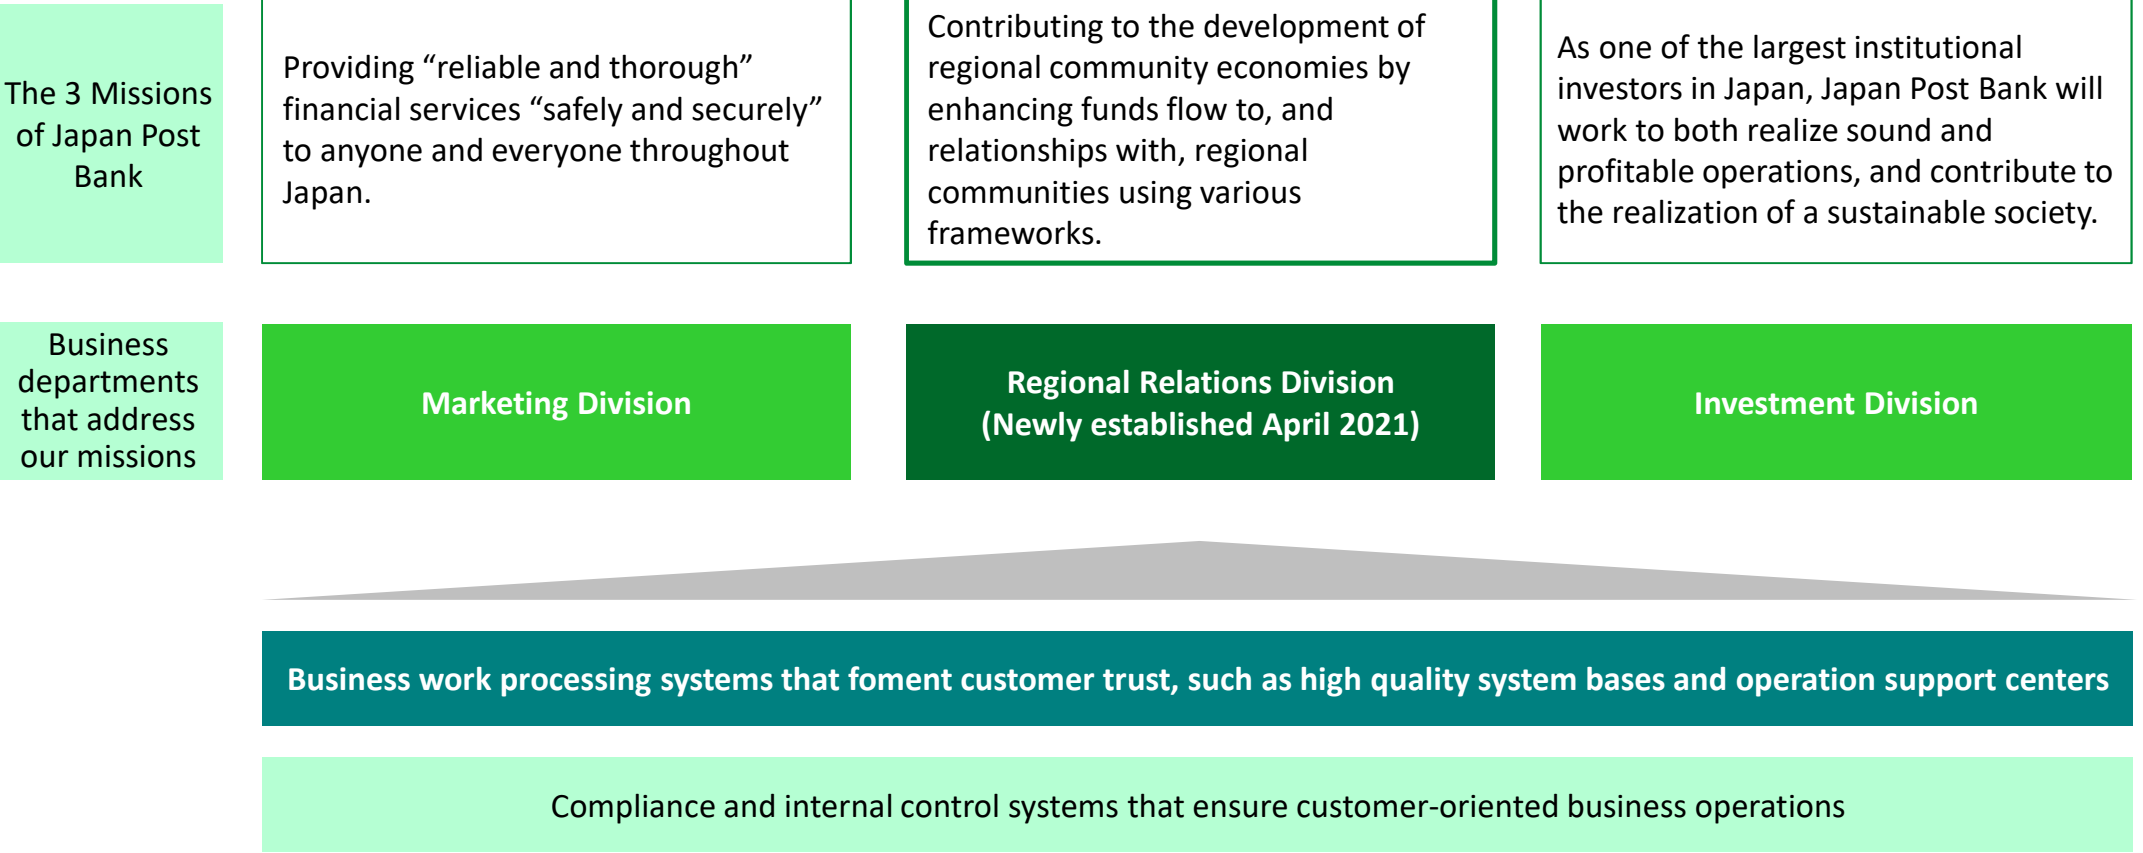 The 3 Missions
of Japan Post
Bank
Providing “reliable and thorough”
financial services “safely and securely”
to anyone and everyone throughout
Japan.
Contributing to the development of
regional community economies by
enhancing funds flow to, and
relationships with, regional
communities using various
frameworks.
As one of the largest institutional
investors in Japan, Japan Post Bank will
work to both realize sound and
profitable operations, and contribute to
the realization of a sustainable society.
Business
departments
that address
our missions
Marketing Division
Regional Relations Division
(Newly established April 2021)
Investment Division
Business work processing systems that foment customer trust, such as high quality system bases and operation support centers
Compliance and internal control systems that ensure customer-oriented business operations